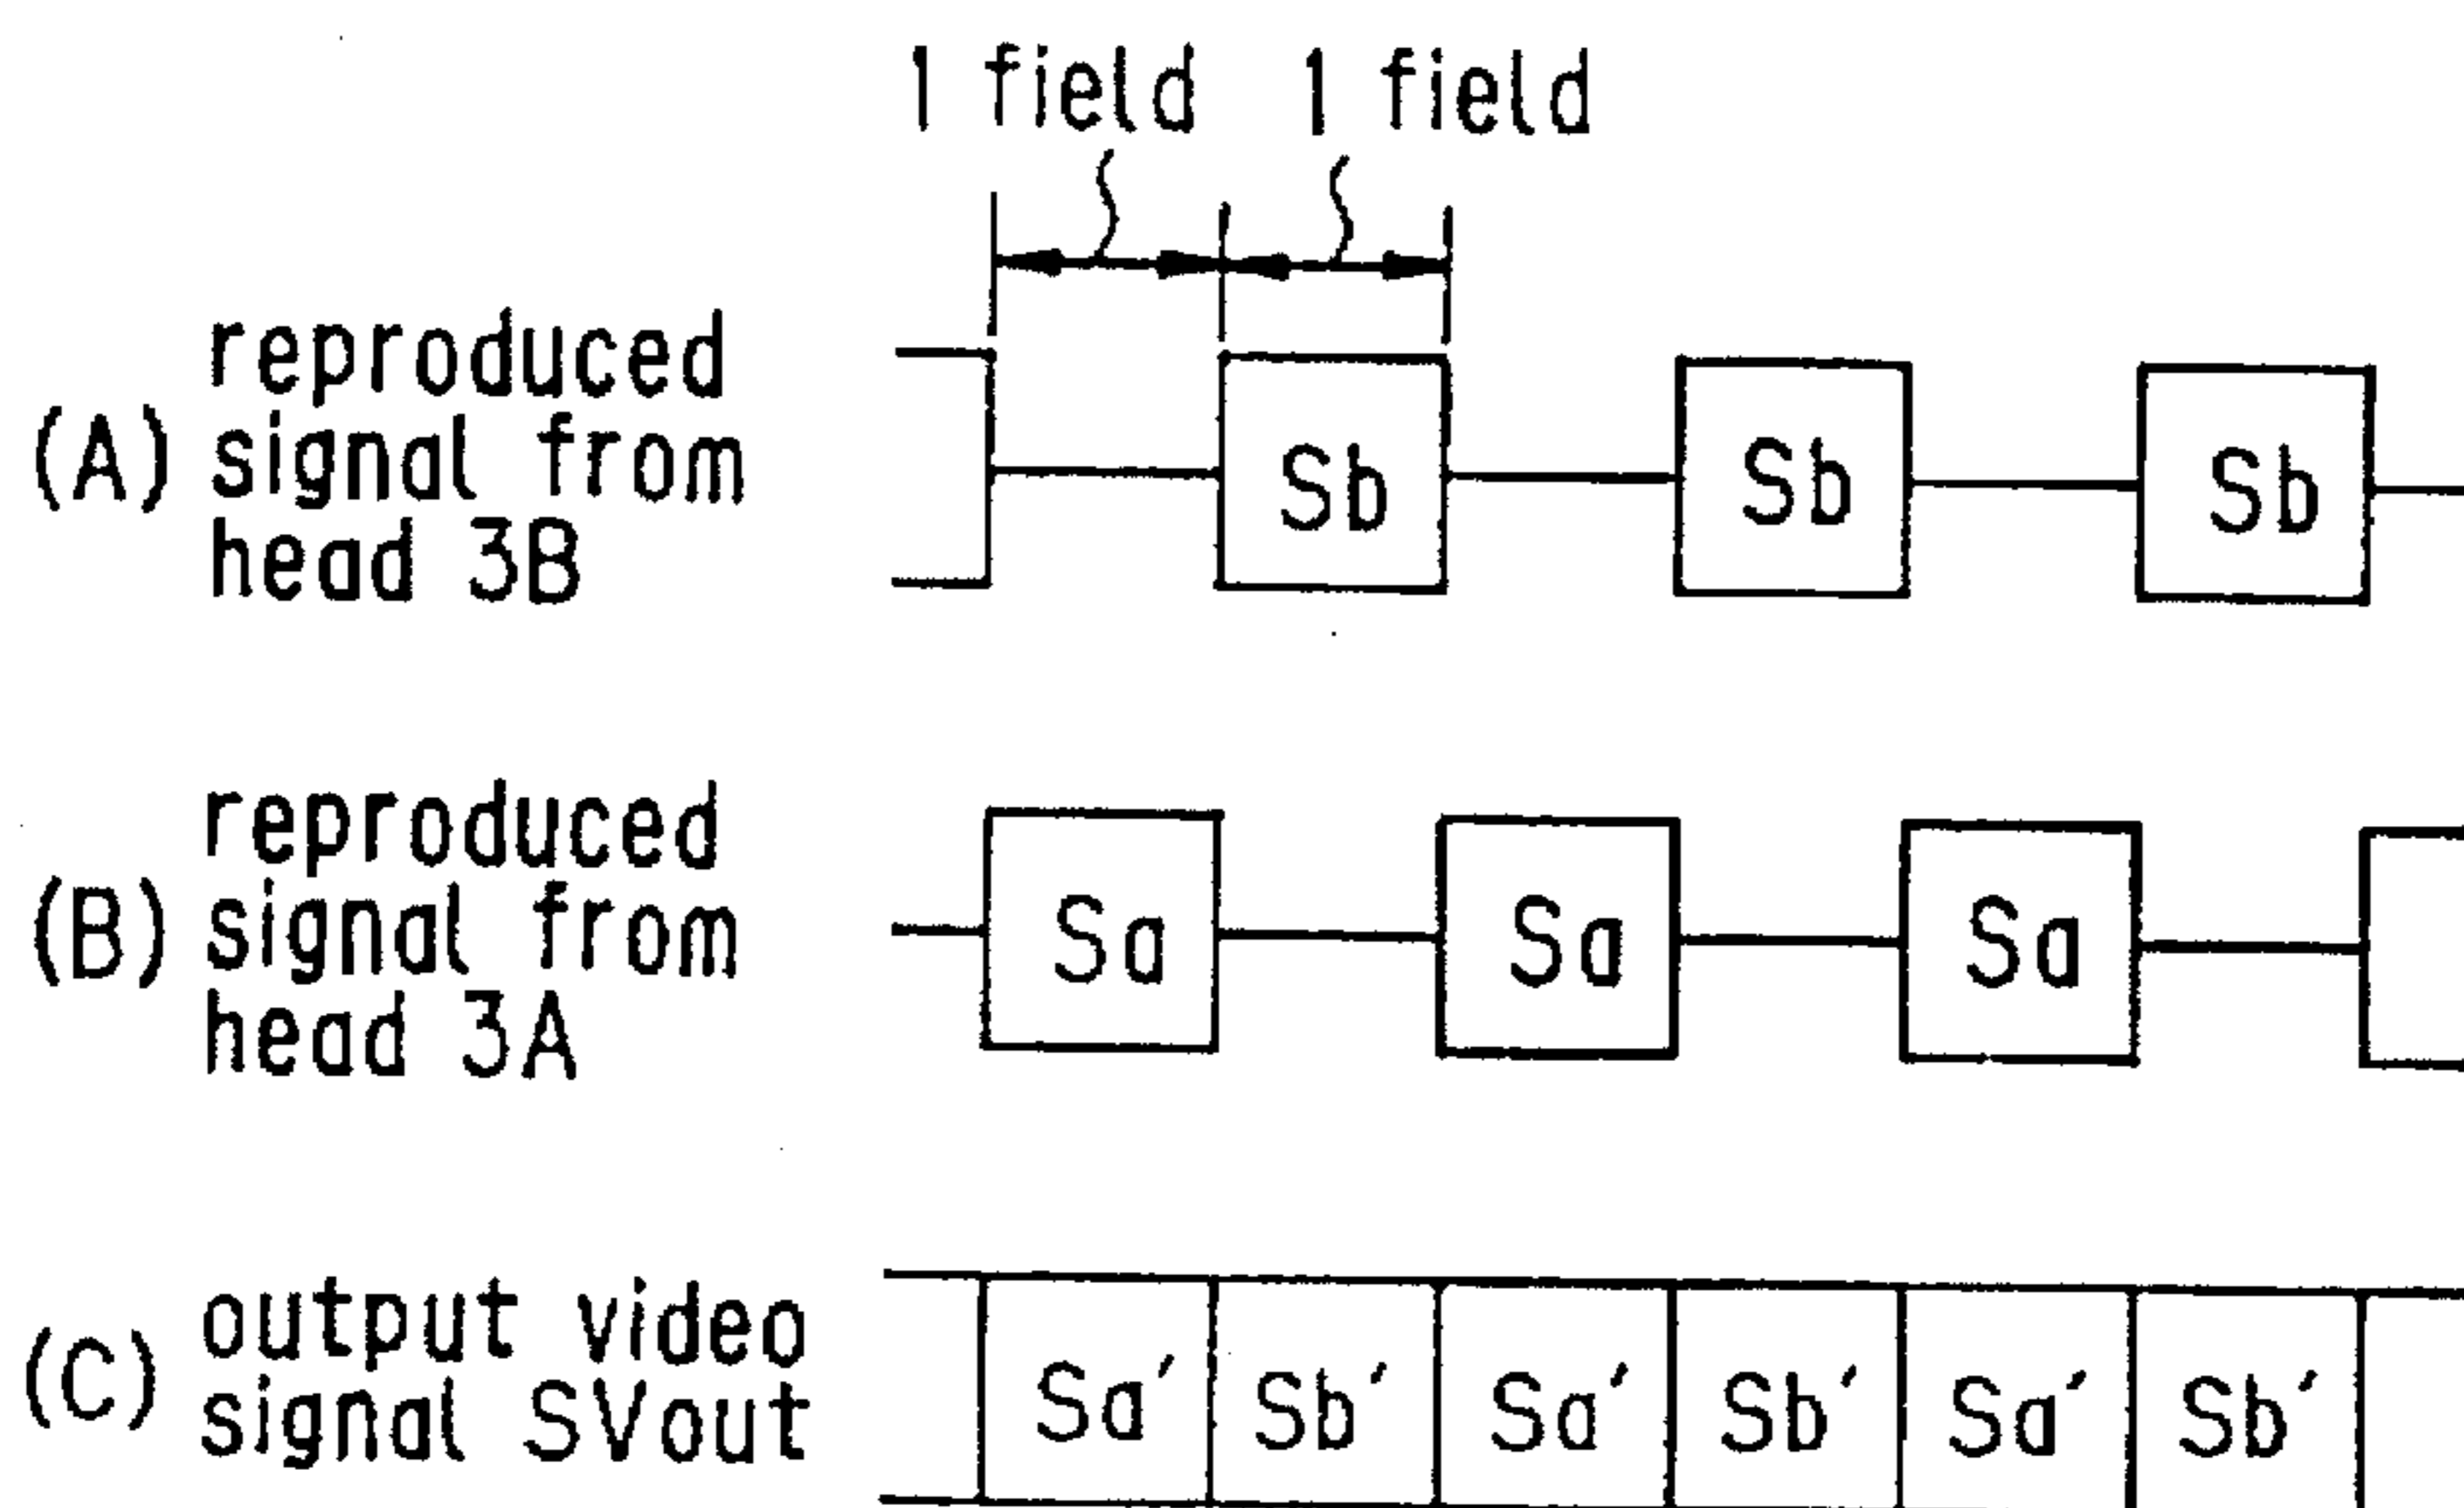 1 field 1 field
reproduced
(A) signal from
head 3B
Sb Sb Sb
reproduced
(B) signal from
head 3A
Sa Sa Sa
output video
(C) signal SVout
Sa′ Sb′ Sa′ Sb′ Sa′ Sb′